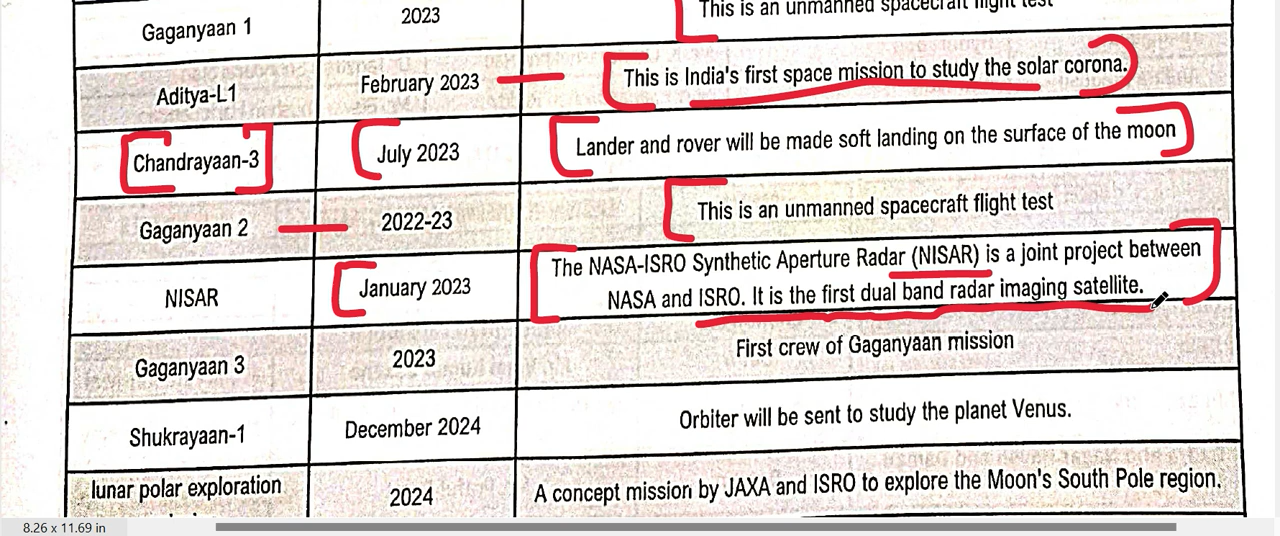 Gaganyaan 1
2023
This is an unmanned spacecraft flight test
Aditya-L1
February 2023
This is India's first space mission to study the solar corona.
Chandrayaan-3
July 2023
Lander and rover will be made soft landing on the surface of the moon
Gaganyaan 2
2022-23
This is an unmanned spacecraft flight test
NISAR
January 2023
The NASA-ISRO Synthetic Aperture Radar (NISAR) is a joint project between
NASA and ISRO. It is the first dual band radar imaging satellite.
Gaganyaan 3
2023
First crew of Gaganyaan mission
Shukrayaan-1
December 2024
Orbiter will be sent to study the planet Venus.
lunar polar exploration
2024
A concept mission by JAXA and ISRO to explore the Moon's South Pole region.
8.26 x 11.69 in